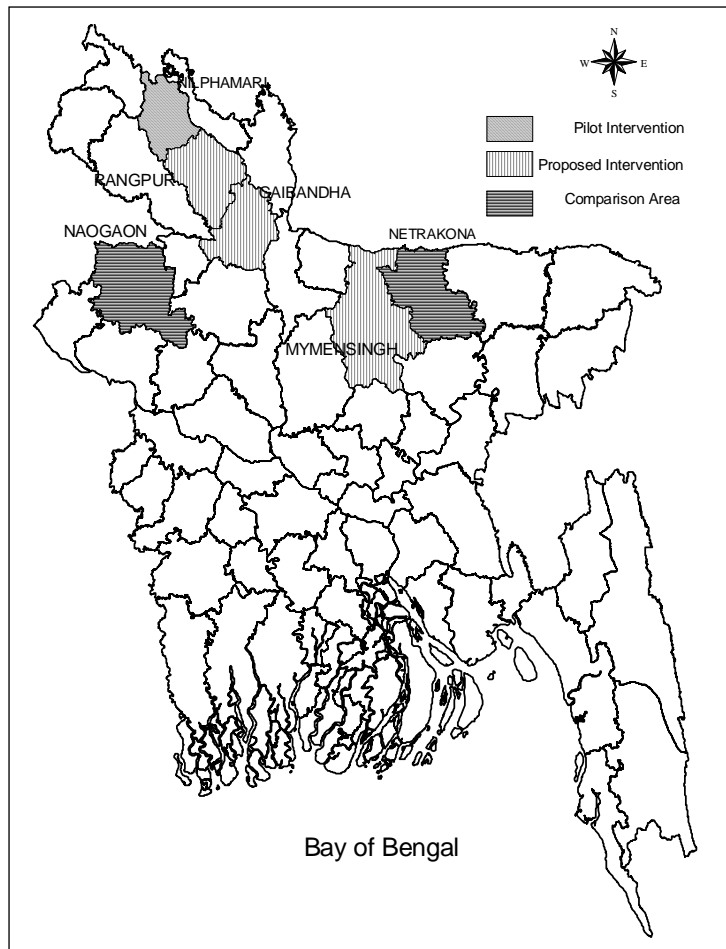 N
W E
S
NILPHAMARI
Pilot Intervention
Proposed Intervention
RANGPUR
GAIBANDHA
Comparison Area
NAOGAON
NETRAKONA
MYMENSINGH
Bay of Bengal